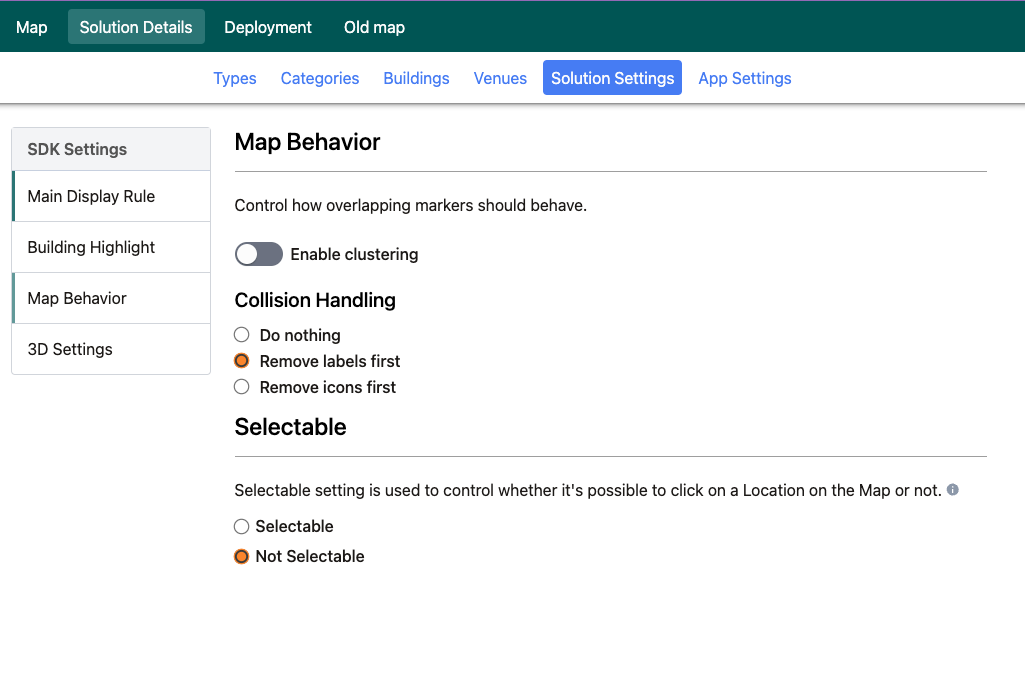 Map Solution Details Deployment Old map
Types Categories Buildings Venues Solution Settings App Settings
SDK Settings
Main Display Rule
Building Highlight
Map Behavior
3D Settings
Map Behavior
Control how overlapping markers should behave.
Enable clustering
Collision Handling
Do nothing
Remove labels first
Remove icons first
Selectable
Selectable setting is used to control whether it's possible to click on a Location on the Map or not.
Selectable
Not Selectable